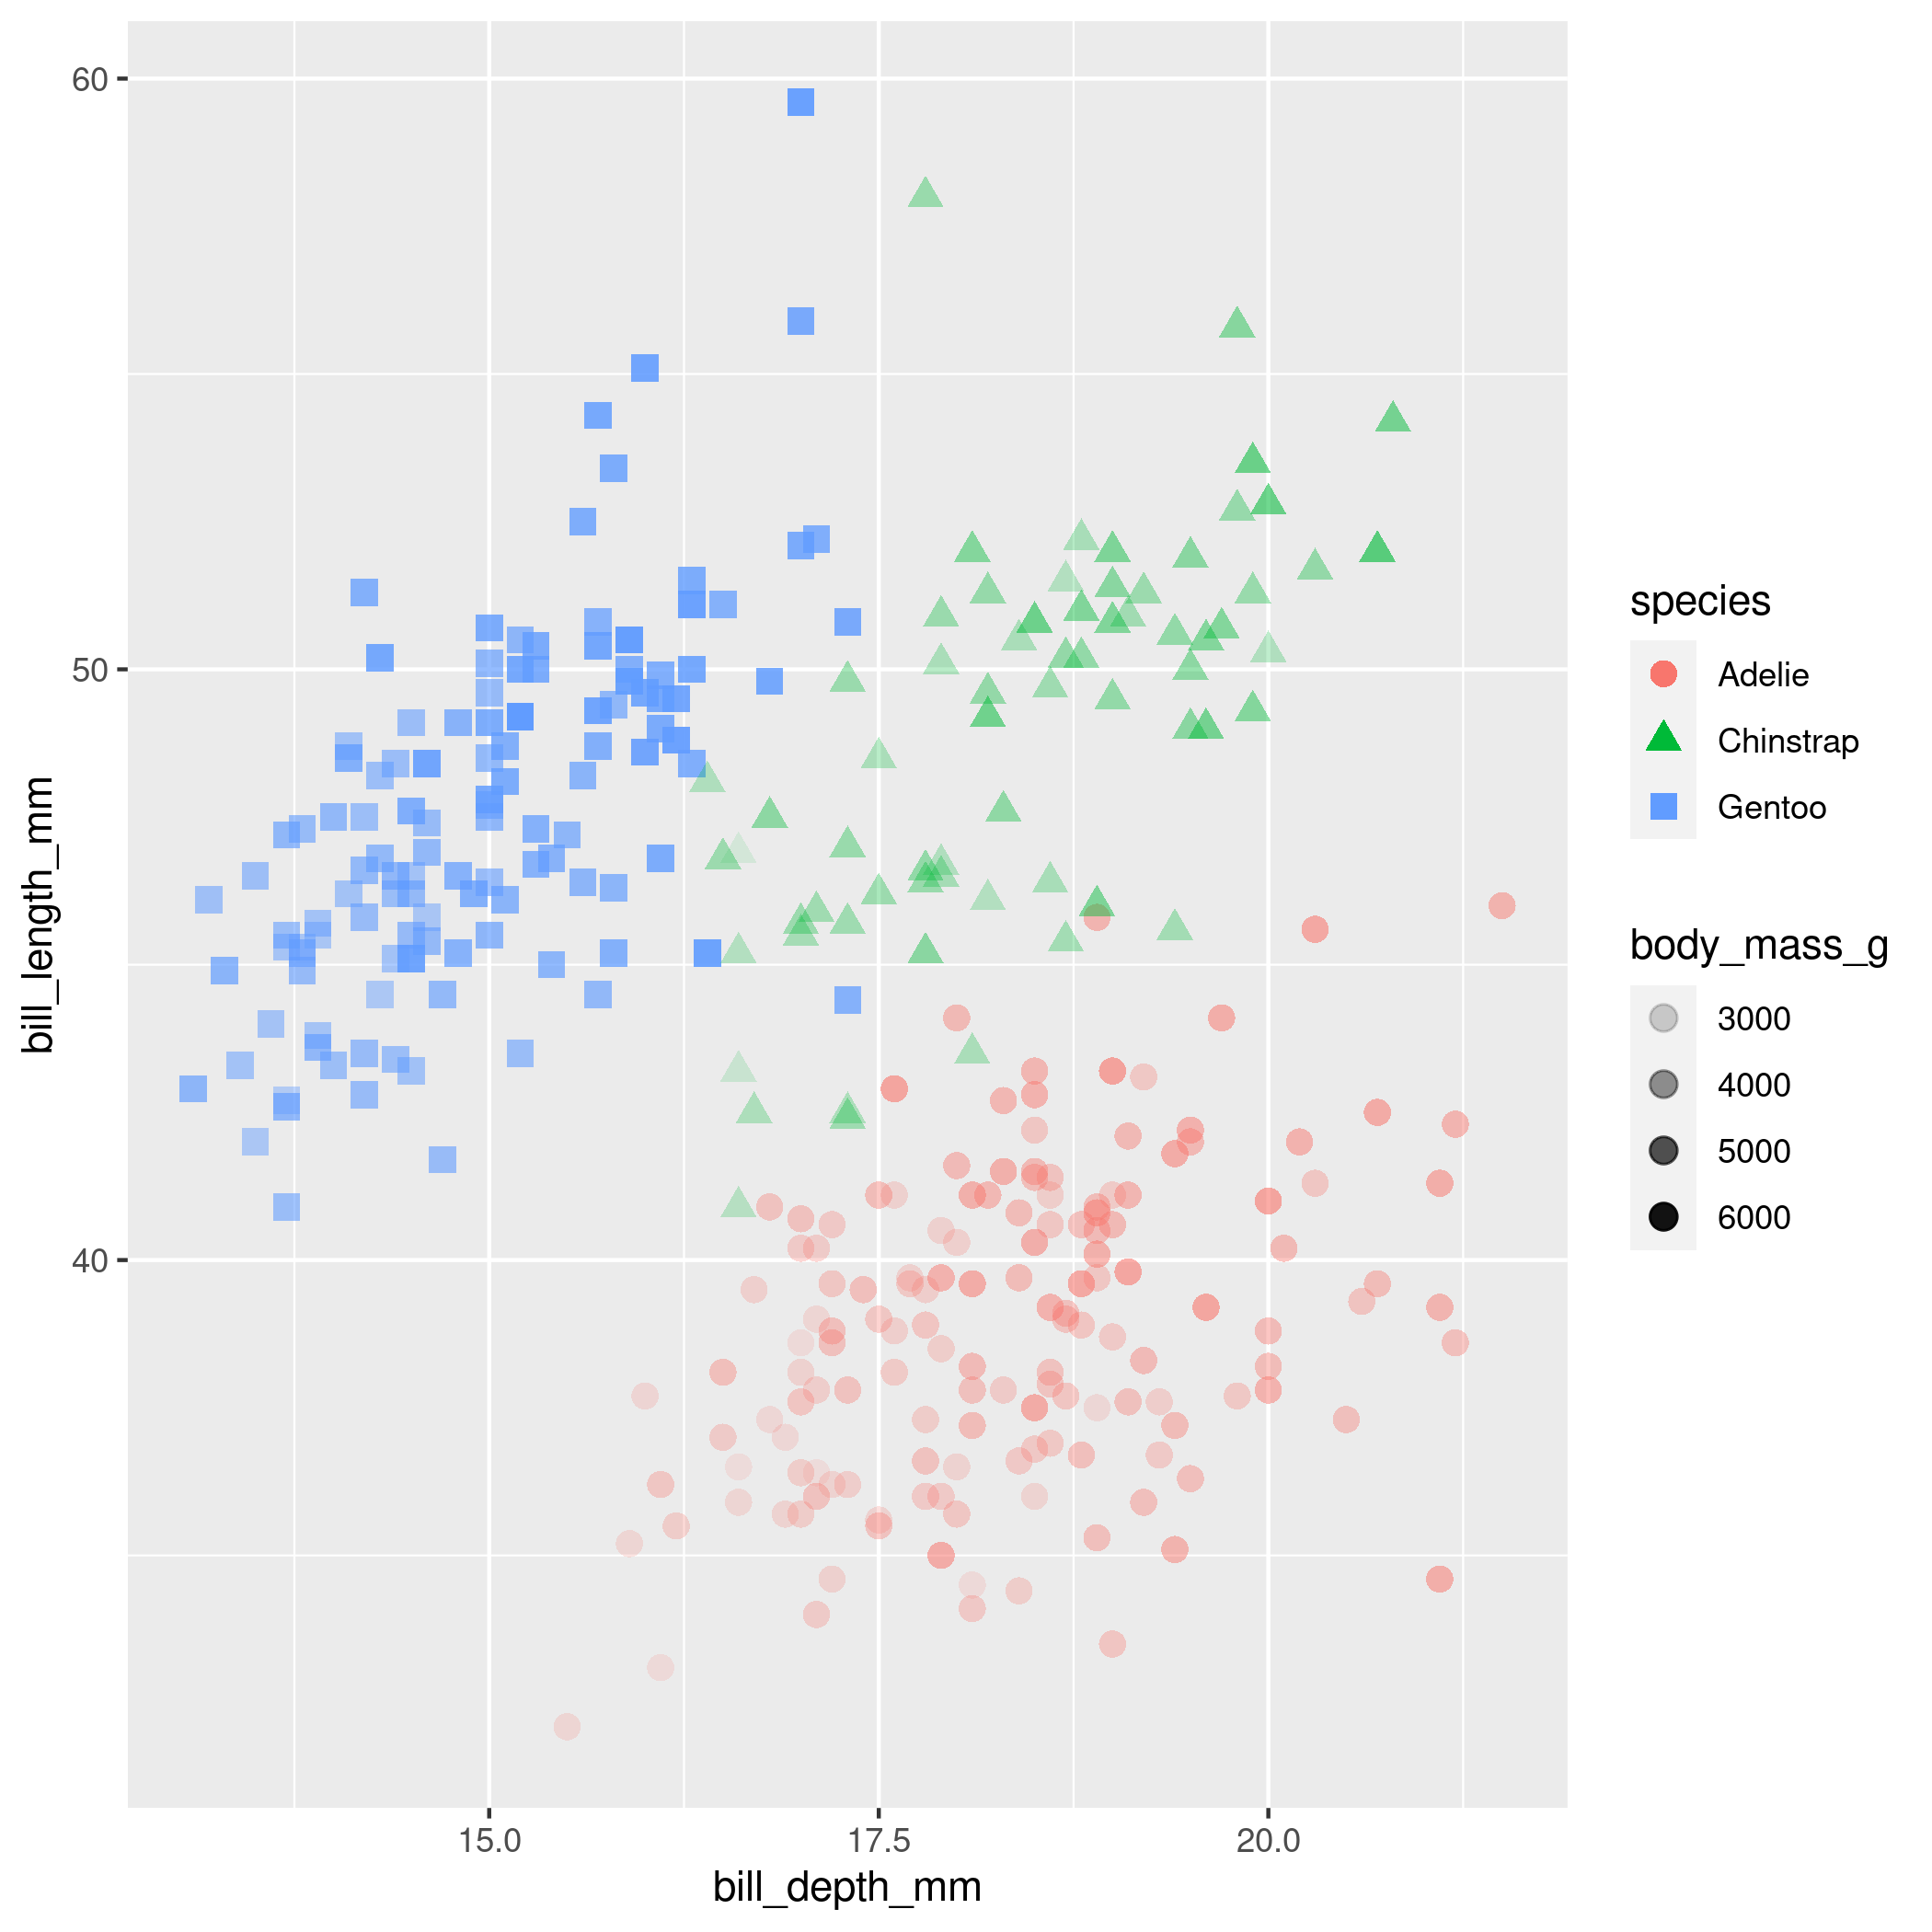 60
50
40
15.0 17.5 20.0
bill_depth_mm
bill_length_mm
species
Adelie
Chinstrap
Gentoo
body_mass_g
3000
4000
5000
6000